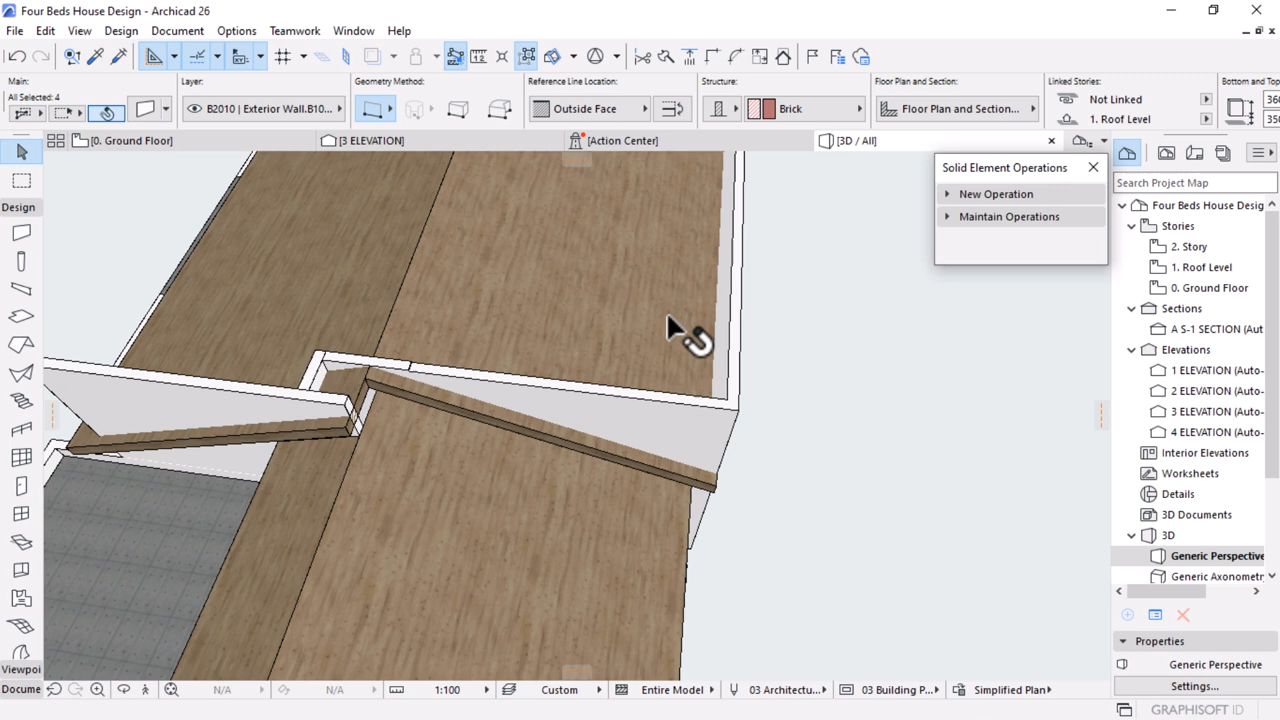 Four Beds House Design - Archicad 26
File Edit View Design Document Options Teamwork Window Help
Main:
All Selected: 4
Layer:
B2010 | Exterior Wall.B10...
Geometry Method:
Reference Line Location:
Outside Face
Structure:
Brick
Floor Plan and Section:
Floor Plan and Section...
Linked Stories:
Not Linked
1. Roof Level
Bottom and Top
360
350
[0. Ground Floor]
[3 ELEVATION]
[Action Center]
[3D / All]
Solid Element Operations
New Operation
Maintain Operations
Search Project Map
Four Beds House Desig
Stories
2. Story
1. Roof Level
0. Ground Floor
Sections
A S-1 SECTION (Aut
Elevations
1 ELEVATION (Auto-
2 ELEVATION (Auto-
3 ELEVATION (Auto-
4 ELEVATION (Auto-
Interior Elevations
Worksheets
Details
3D Documents
3D
Generic Perspective
Generic Axonometr
Properties
Generic Perspective
Settings...
Design
Viewpoi
Docume
N/A
N/A
1:100
Custom
Entire Model
03 Architectu...
03 Building P...
Simplified Plan
GRAPHISOFT ID